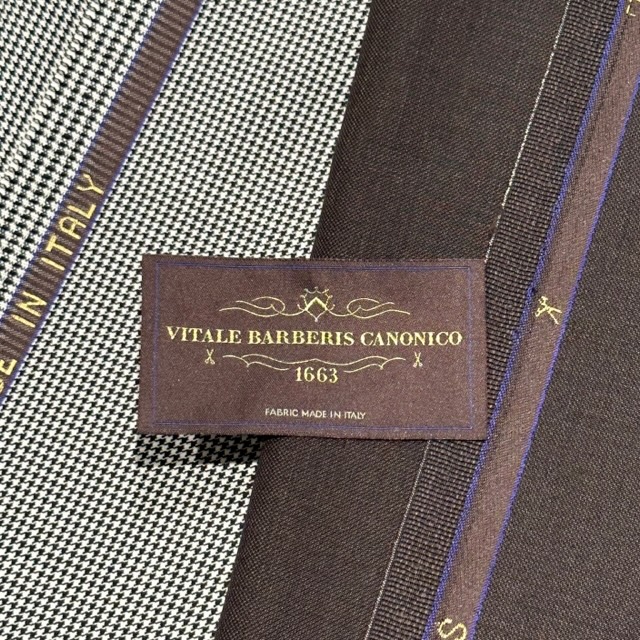 IN ITALY
VITALE BARBERIS CANONICO
1663
FABRIC MADE IN ITALY